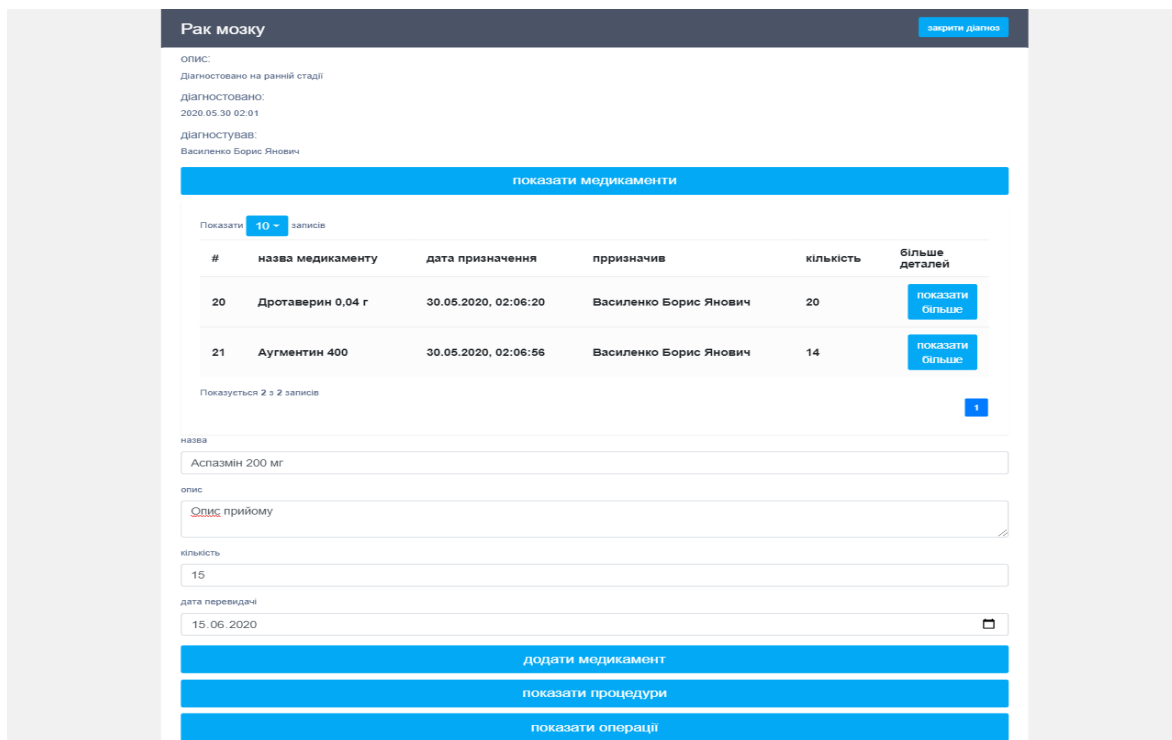 Рак мозку
закрити діагноз
опис:
Діагностовано на ранній стадії
діагностовано:
2020.05.30 02:01
діагностував:
Василенко Борис Янович
показати медикаменти
Показати 10 записів
# назва медикаменту дата призначення прризначив кількість більше деталей
20 Дротаверин 0,04 г 30.05.2020, 02:06:20 Василенко Борис Янович 20 показати більше
21 Аугментин 400 30.05.2020, 02:06:56 Василенко Борис Янович 14 показати більше
Показується 2 з 2 записів
1
назва
Аспазмін 200 мг
опис
Опис прийому
кількість
15
дата перевидачі
15.06.2020
додати медикамент
показати процедури
показати операції